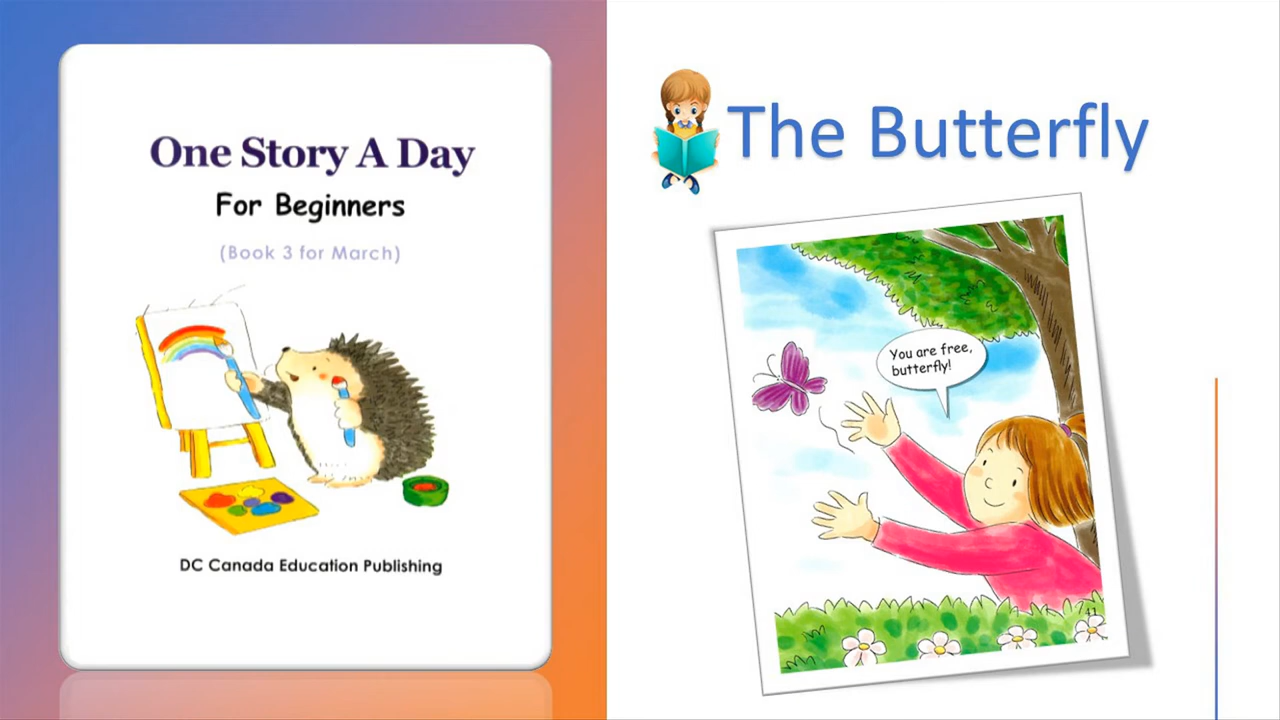 One Story A Day
For Beginners
(Book 3 for March)
DC Canada Education Publishing
The Butterfly
You are free,
butterfly!